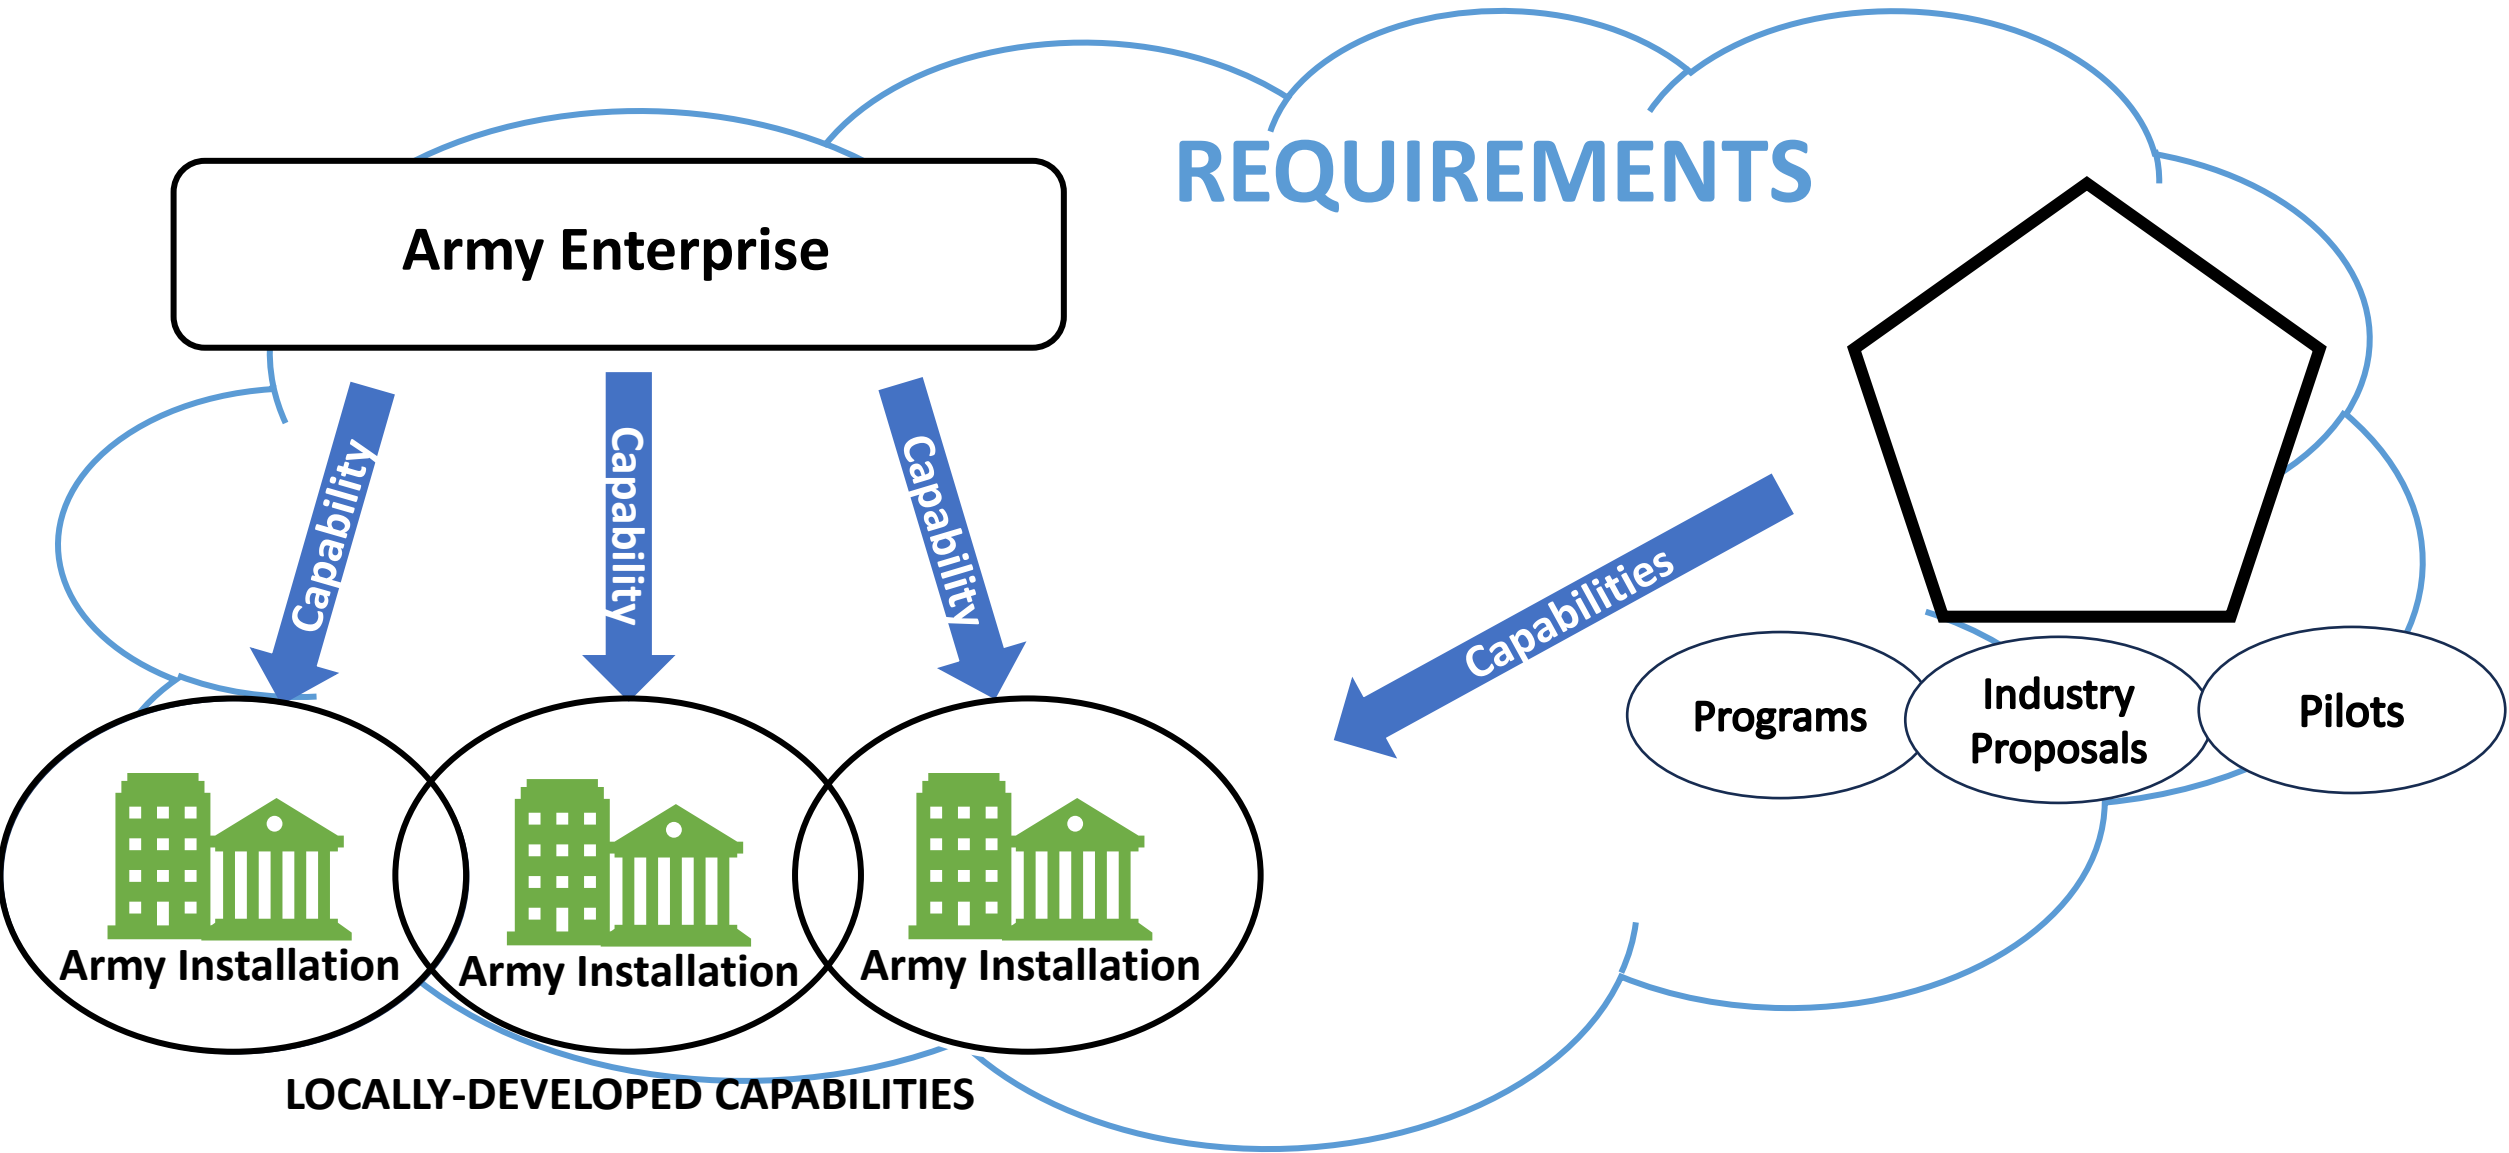 REQUIREMENTS
Army Enterprise
Capability
Capability
Capability
Capabilities
Programs
Industry
Proposals
Pilots
Army Installation
Army Installation
Army Installation
LOCALLY-DEVELOPED CAPABILITIES